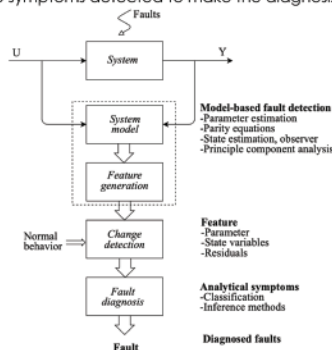 symptoms detected to make the diagnosis
Faults
U
System
Y
System
model
Model-based fault detection
-Parameter estimation
-Parity equations
-State estimation, observer
-Principle component analysis
Feature
generation
Normal
behavior
Change
detection
Feature
-Parameter
-State variables
-Residuals
Fault
diagnosis
Analytical symptoms
-Classification
-Inference methods
Fault
Diagnosed faults